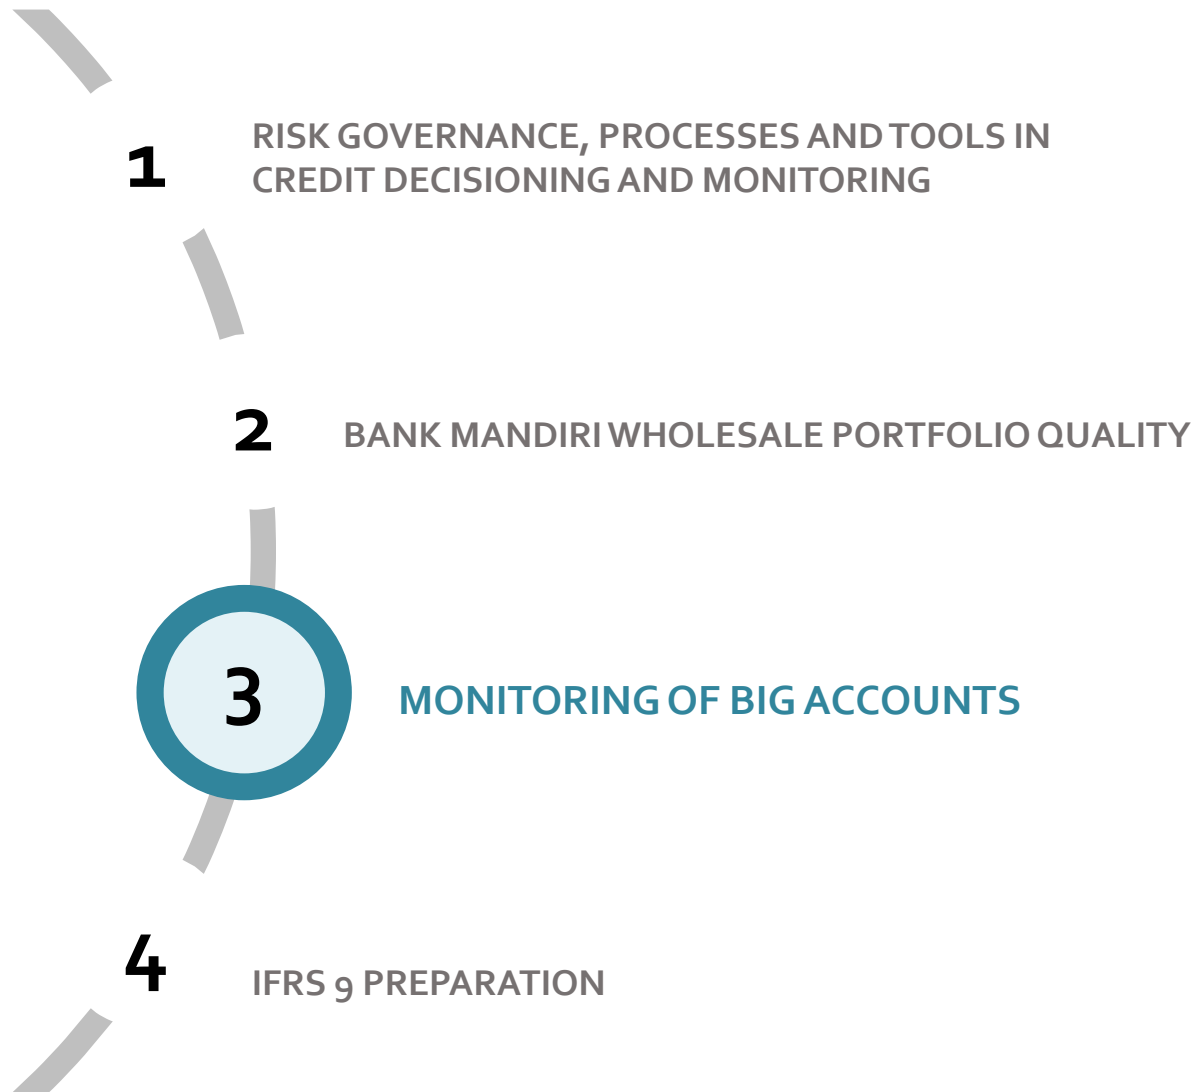 1
RISK GOVERNANCE, PROCESSES AND TOOLS IN
CREDIT DECISIONING AND MONITORING
2
BANK MANDIRI WHOLESALE PORTFOLIO QUALITY
3
MONITORING OF BIG ACCOUNTS
4
IFRS 9 PREPARATION